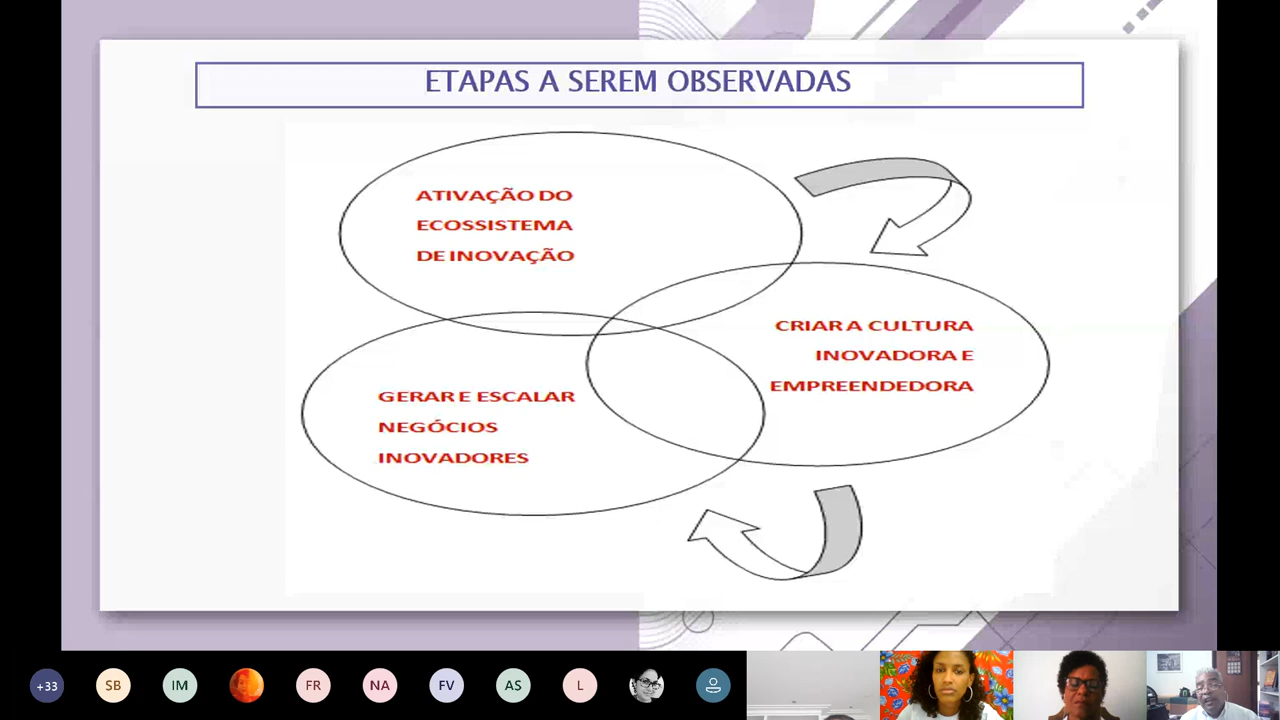 ETAPAS A SEREM OBSERVADAS
ATIVAÇÃO DO
ECOSSISTEMA
DE INOVAÇÃO
CRIAR A CULTURA
INOVADORA E
EMPREENDEDORA
GERAR E ESCALAR
NEGÓCIOS
INOVADORES
+33 SB IM FR NA FV AS L